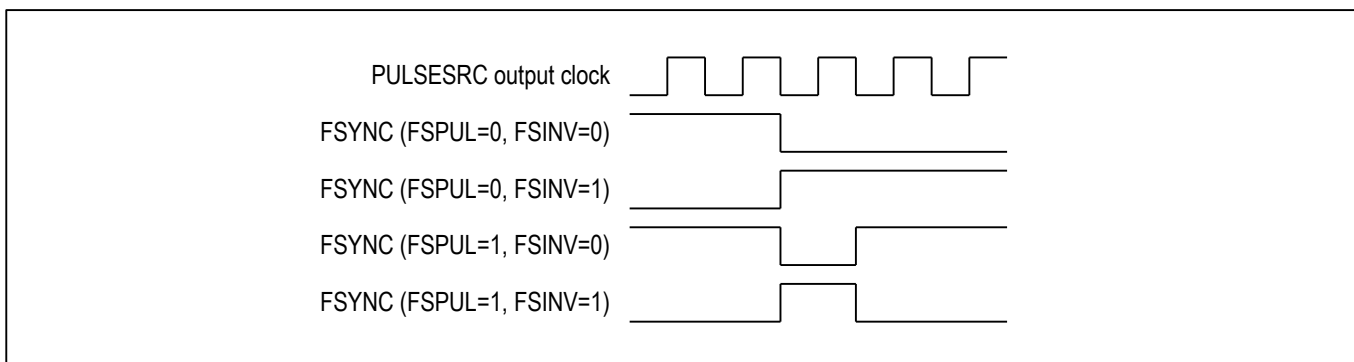 PULSESRC output clock
FSYNC (FSPUL=0, FSINV=0)
FSYNC (FSPUL=0, FSINV=1)
FSYNC (FSPUL=1, FSINV=0)
FSYNC (FSPUL=1, FSINV=1)